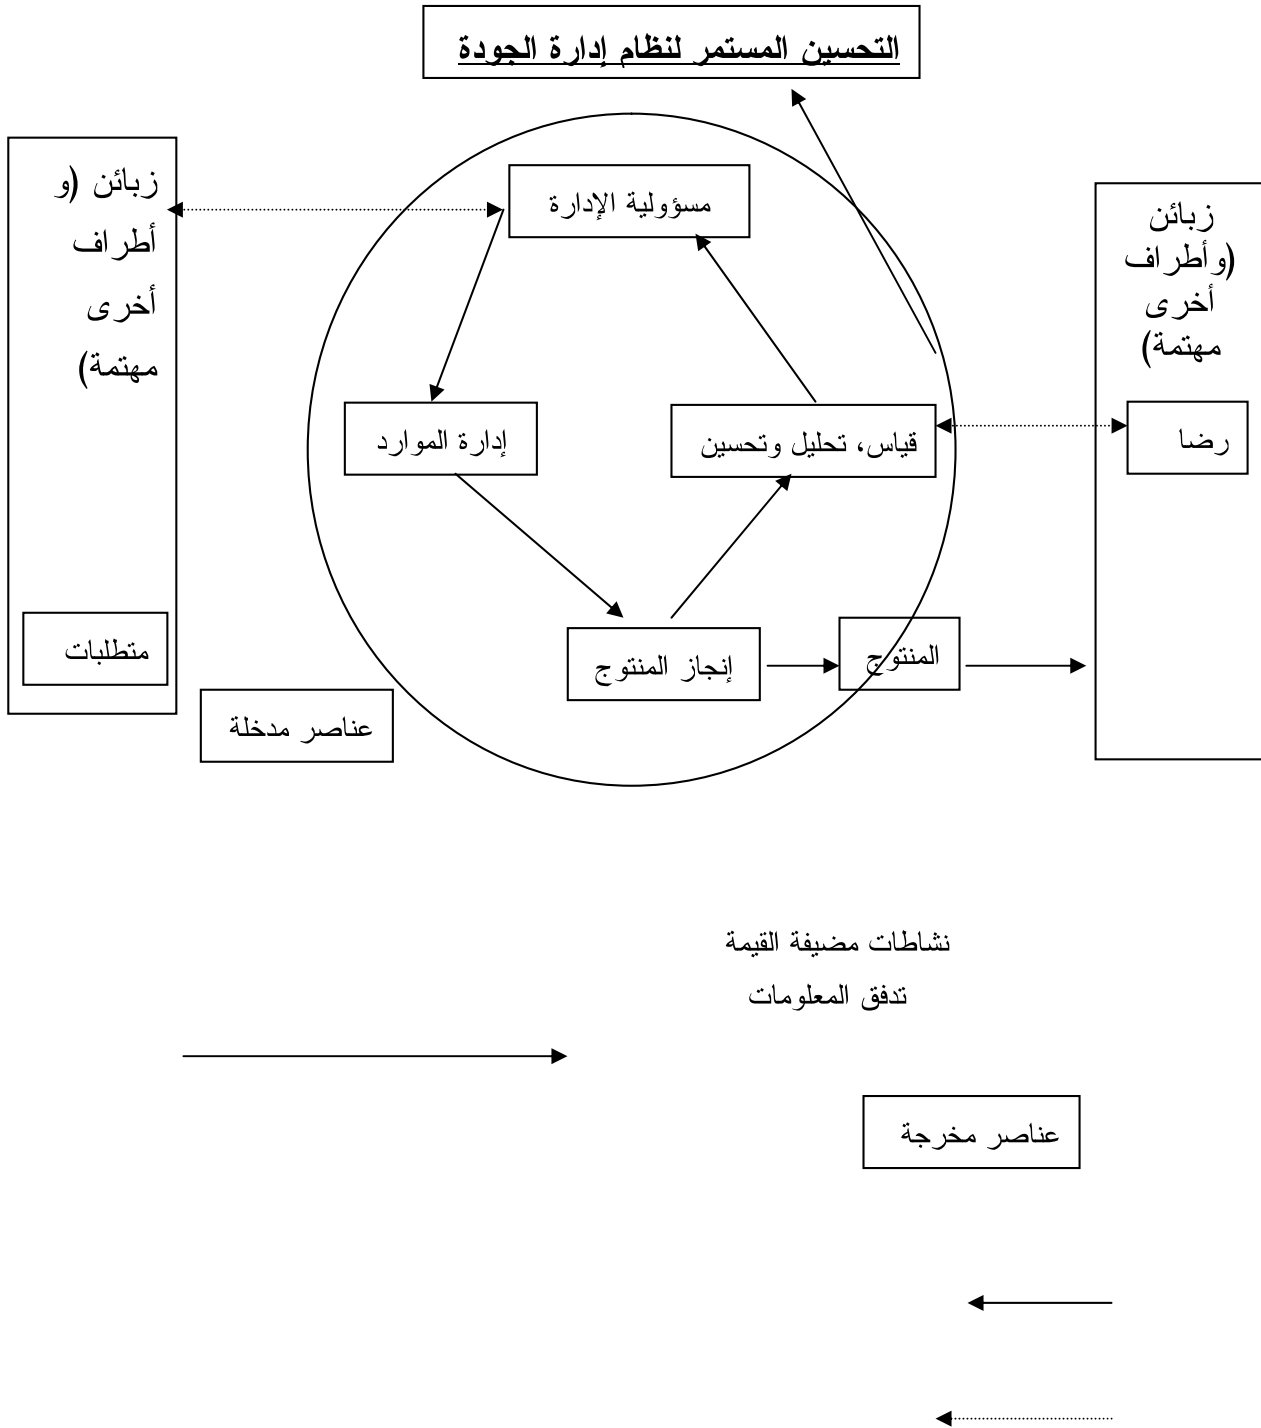 التحسين المستمر لنظام إدارة الجودة
زبائن (و
أطراف
أخرى
مهتمة)
متطلبات
مسؤولية الإدارة
إدارة الموارد
قياس، تحليل وتحسين
إنجاز المنتوج
المنتوج
عناصر مدخلة
زبائن
(وأطراف
أخرى
مهتمة)
رضا
نشاطات مضيفة القيمة
تدفق المعلومات
عناصر مخرجة